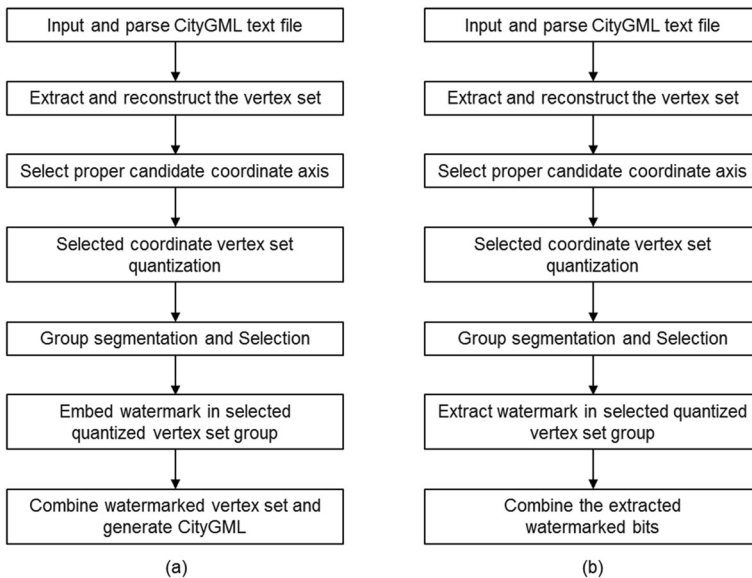 Input and parse CityGML text file
Extract and reconstruct the vertex set
Select proper candidate coordinate axis
Selected coordinate vertex set
quantization
Group segmentation and Selection
Embed watermark in selected
quantized vertex set group
Combine watermarked vertex set and
generate CityGML
(a)
Input and parse CityGML text file
Extract and reconstruct the vertex set
Select proper candidate coordinate axis
Selected coordinate vertex set
quantization
Group segmentation and Selection
Extract watermark in selected quantized
vertex set group
Combine the extracted
watermarked bits
(b)